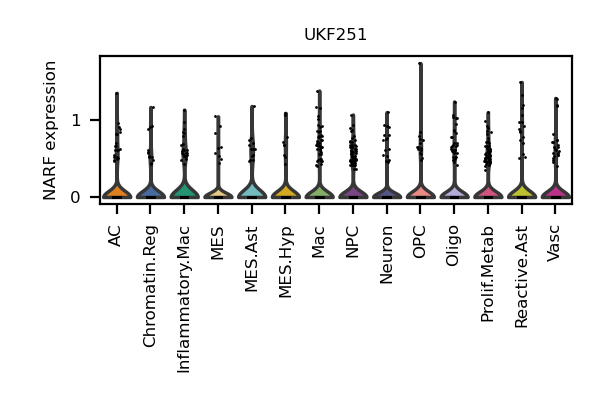 UKF251
NARF expression
1
0
AC
Chromatin.Reg
Inflammatory.Mac
MES
MES.Ast
MES.Hyp
Mac
NPC
Neuron
OPC
Oligo
Prolif.Metab
Reactive.Ast
Vasc